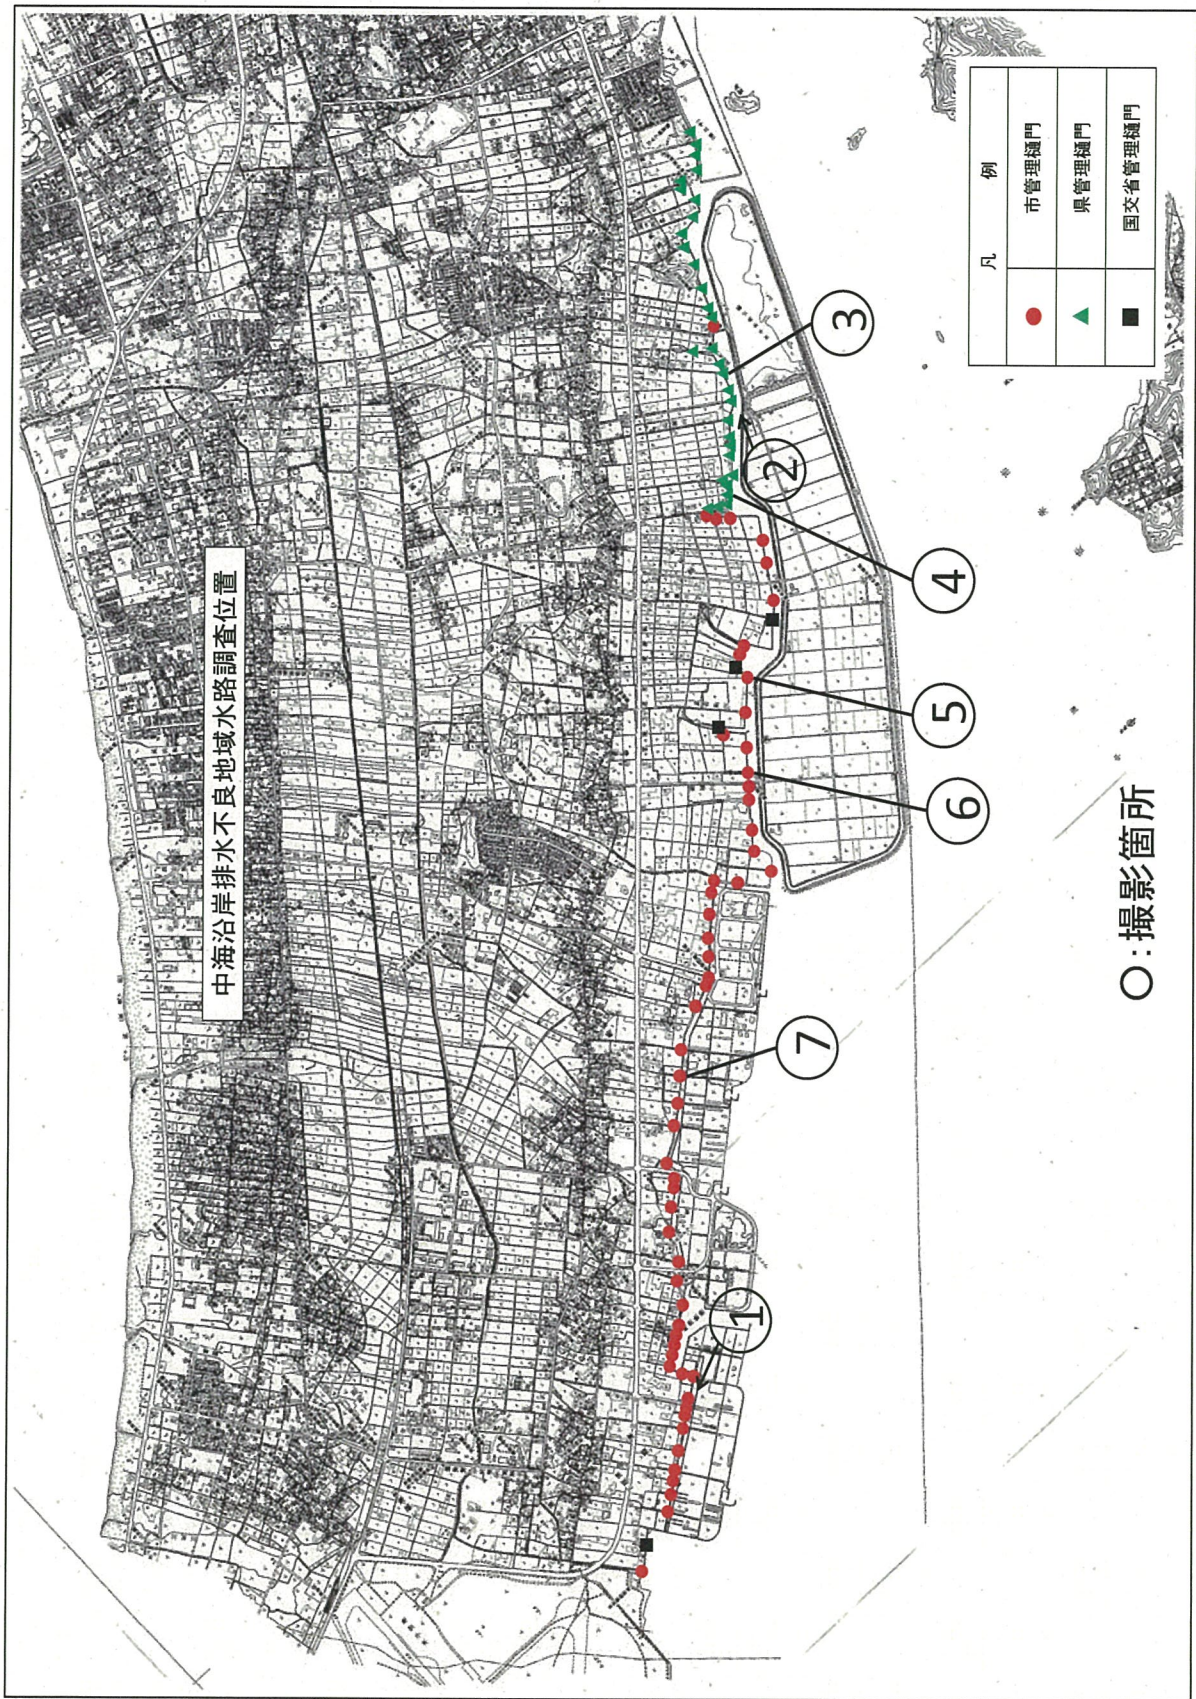 中海沿岸排水不良地域水路調査位置
①
②
③
④
⑤
⑥
⑦
凡 例
市管理樋門
県管理樋門
国交省管理樋門
○:撮影箇所